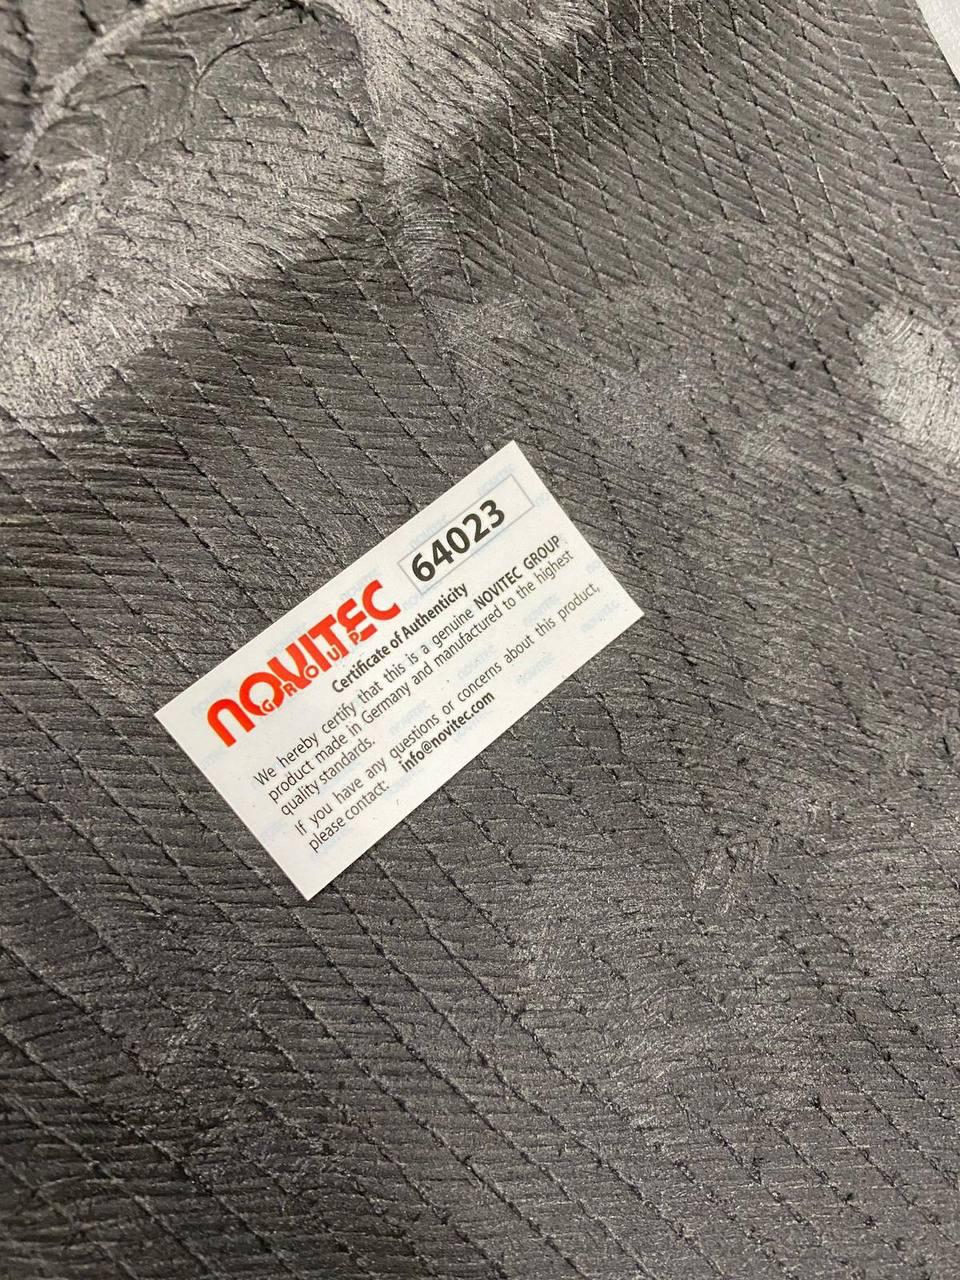 NOVITEC
GROUP
64023
Certificate of Authenticity
We hereby certify that this is a genuine NOVITEC GROUP
product made in Germany and manufactured to the highest
quality standards.
If you have any questions or concerns about this product,
please contact: info@novitec.com